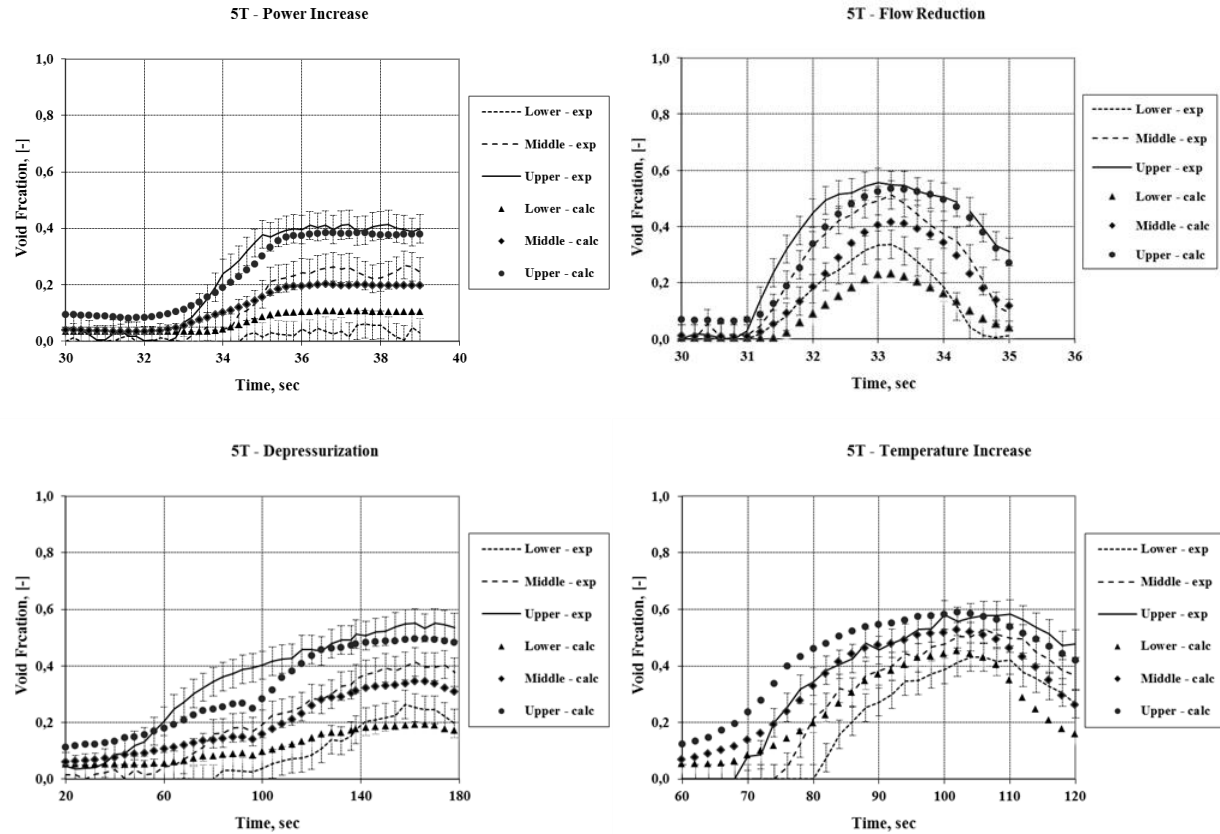 5T - Power Increase
1,0
0,8
0,6
0,4
0,2
0,0
Void Frcation, [-]
30 32 34 36 38 40
Time, sec
Lower - exp
Middle - exp
Upper - exp
Lower - calc
Middle - calc
Upper - calc
5T - Flow Reduction
1,0
0,8
0,6
0,4
0,2
0,0
Void Frcation, [-]
30 31 32 33 34 35 36
Time, sec
Lower - exp
Middle - exp
Upper - exp
Lower - calc
Middle - calc
Upper - calc
5T - Depressurization
1,0
0,8
0,6
0,4
0,2
0,0
Void Frcation, [-]
20 60 100 140 180
Time, sec
Lower - exp
Middle - exp
Upper - exp
Lower - calc
Middle - calc
Upper - calc
5T - Temperature Increase
1,0
0,8
0,6
0,4
0,2
0,0
Void Frcation, [-]
60 70 80 90 100 110 120
Time, sec
Lower - exp
Middle - exp
Upper - exp
Lower - calc
Middle - calc
Upper - calc